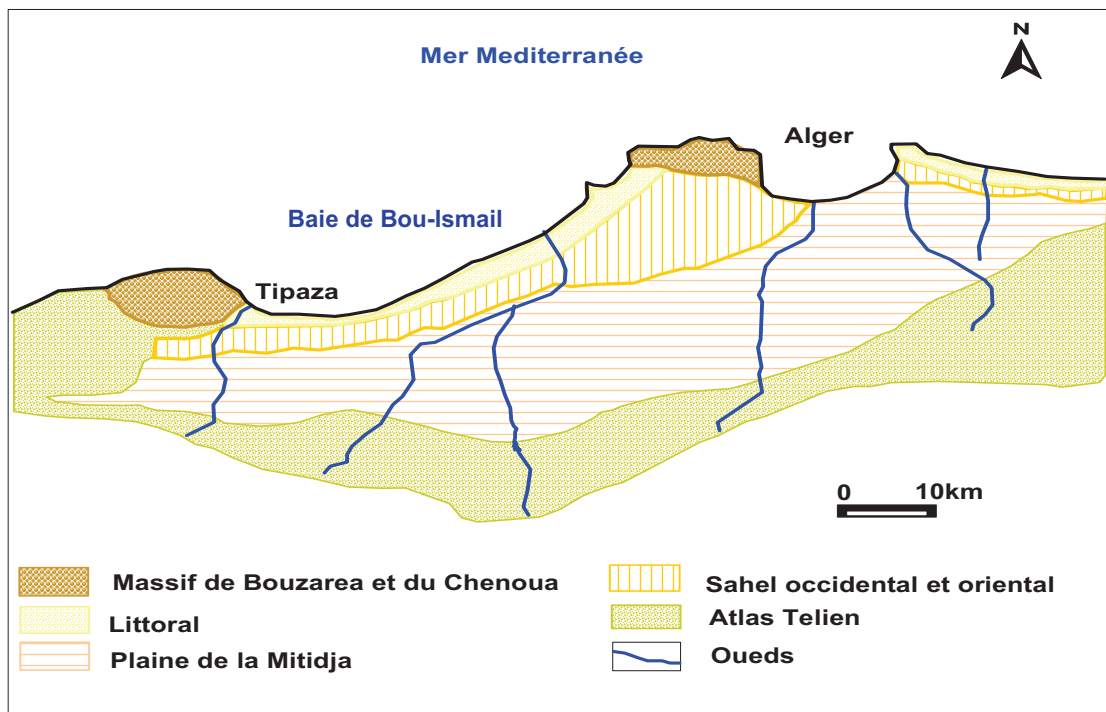 Mer Mediterranée
N
Alger
Baie de Bou-Ismail
Tipaza
0 10km
Massif de Bouzarea et du Chenoua
Littoral
Plaine de la Mitidja
Sahel occidental et oriental
Atlas Telien
Oueds